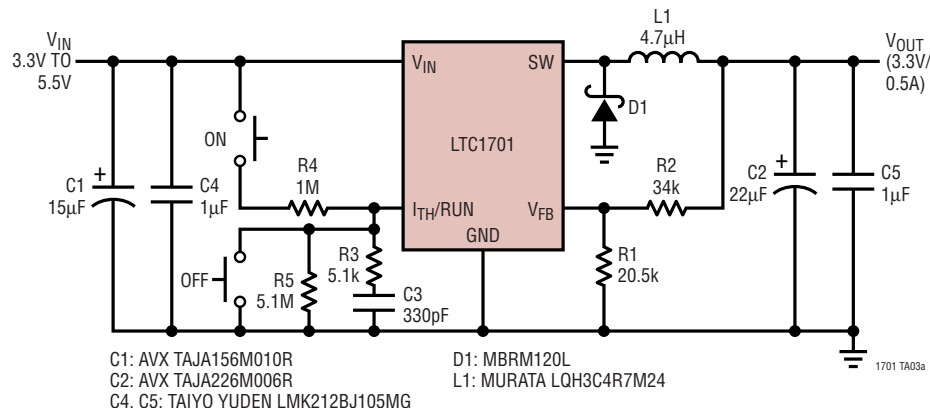 V_IN
3.3V TO
5.5V
C1
15µF
+
C4
1µF
ON
OFF
R4
1M
R5
5.1M
R3
5.1k
C3
330pF
V_IN
SW
LTC1701
I_TH/RUN
V_FB
GND
L1
4.7µH
D1
R2
34k
R1
20.5k
C2
22µF
+
C5
1µF
V_OUT
(3.3V/
0.5A)
C1: AVX TAJA156M010R
C2: AVX TAJA226M006R
C4, C5: TAIYO YUDEN LMK212BJ105MG
D1: MBRM120L
L1: MURATA LQH3C4R7M24
1701 TA03a